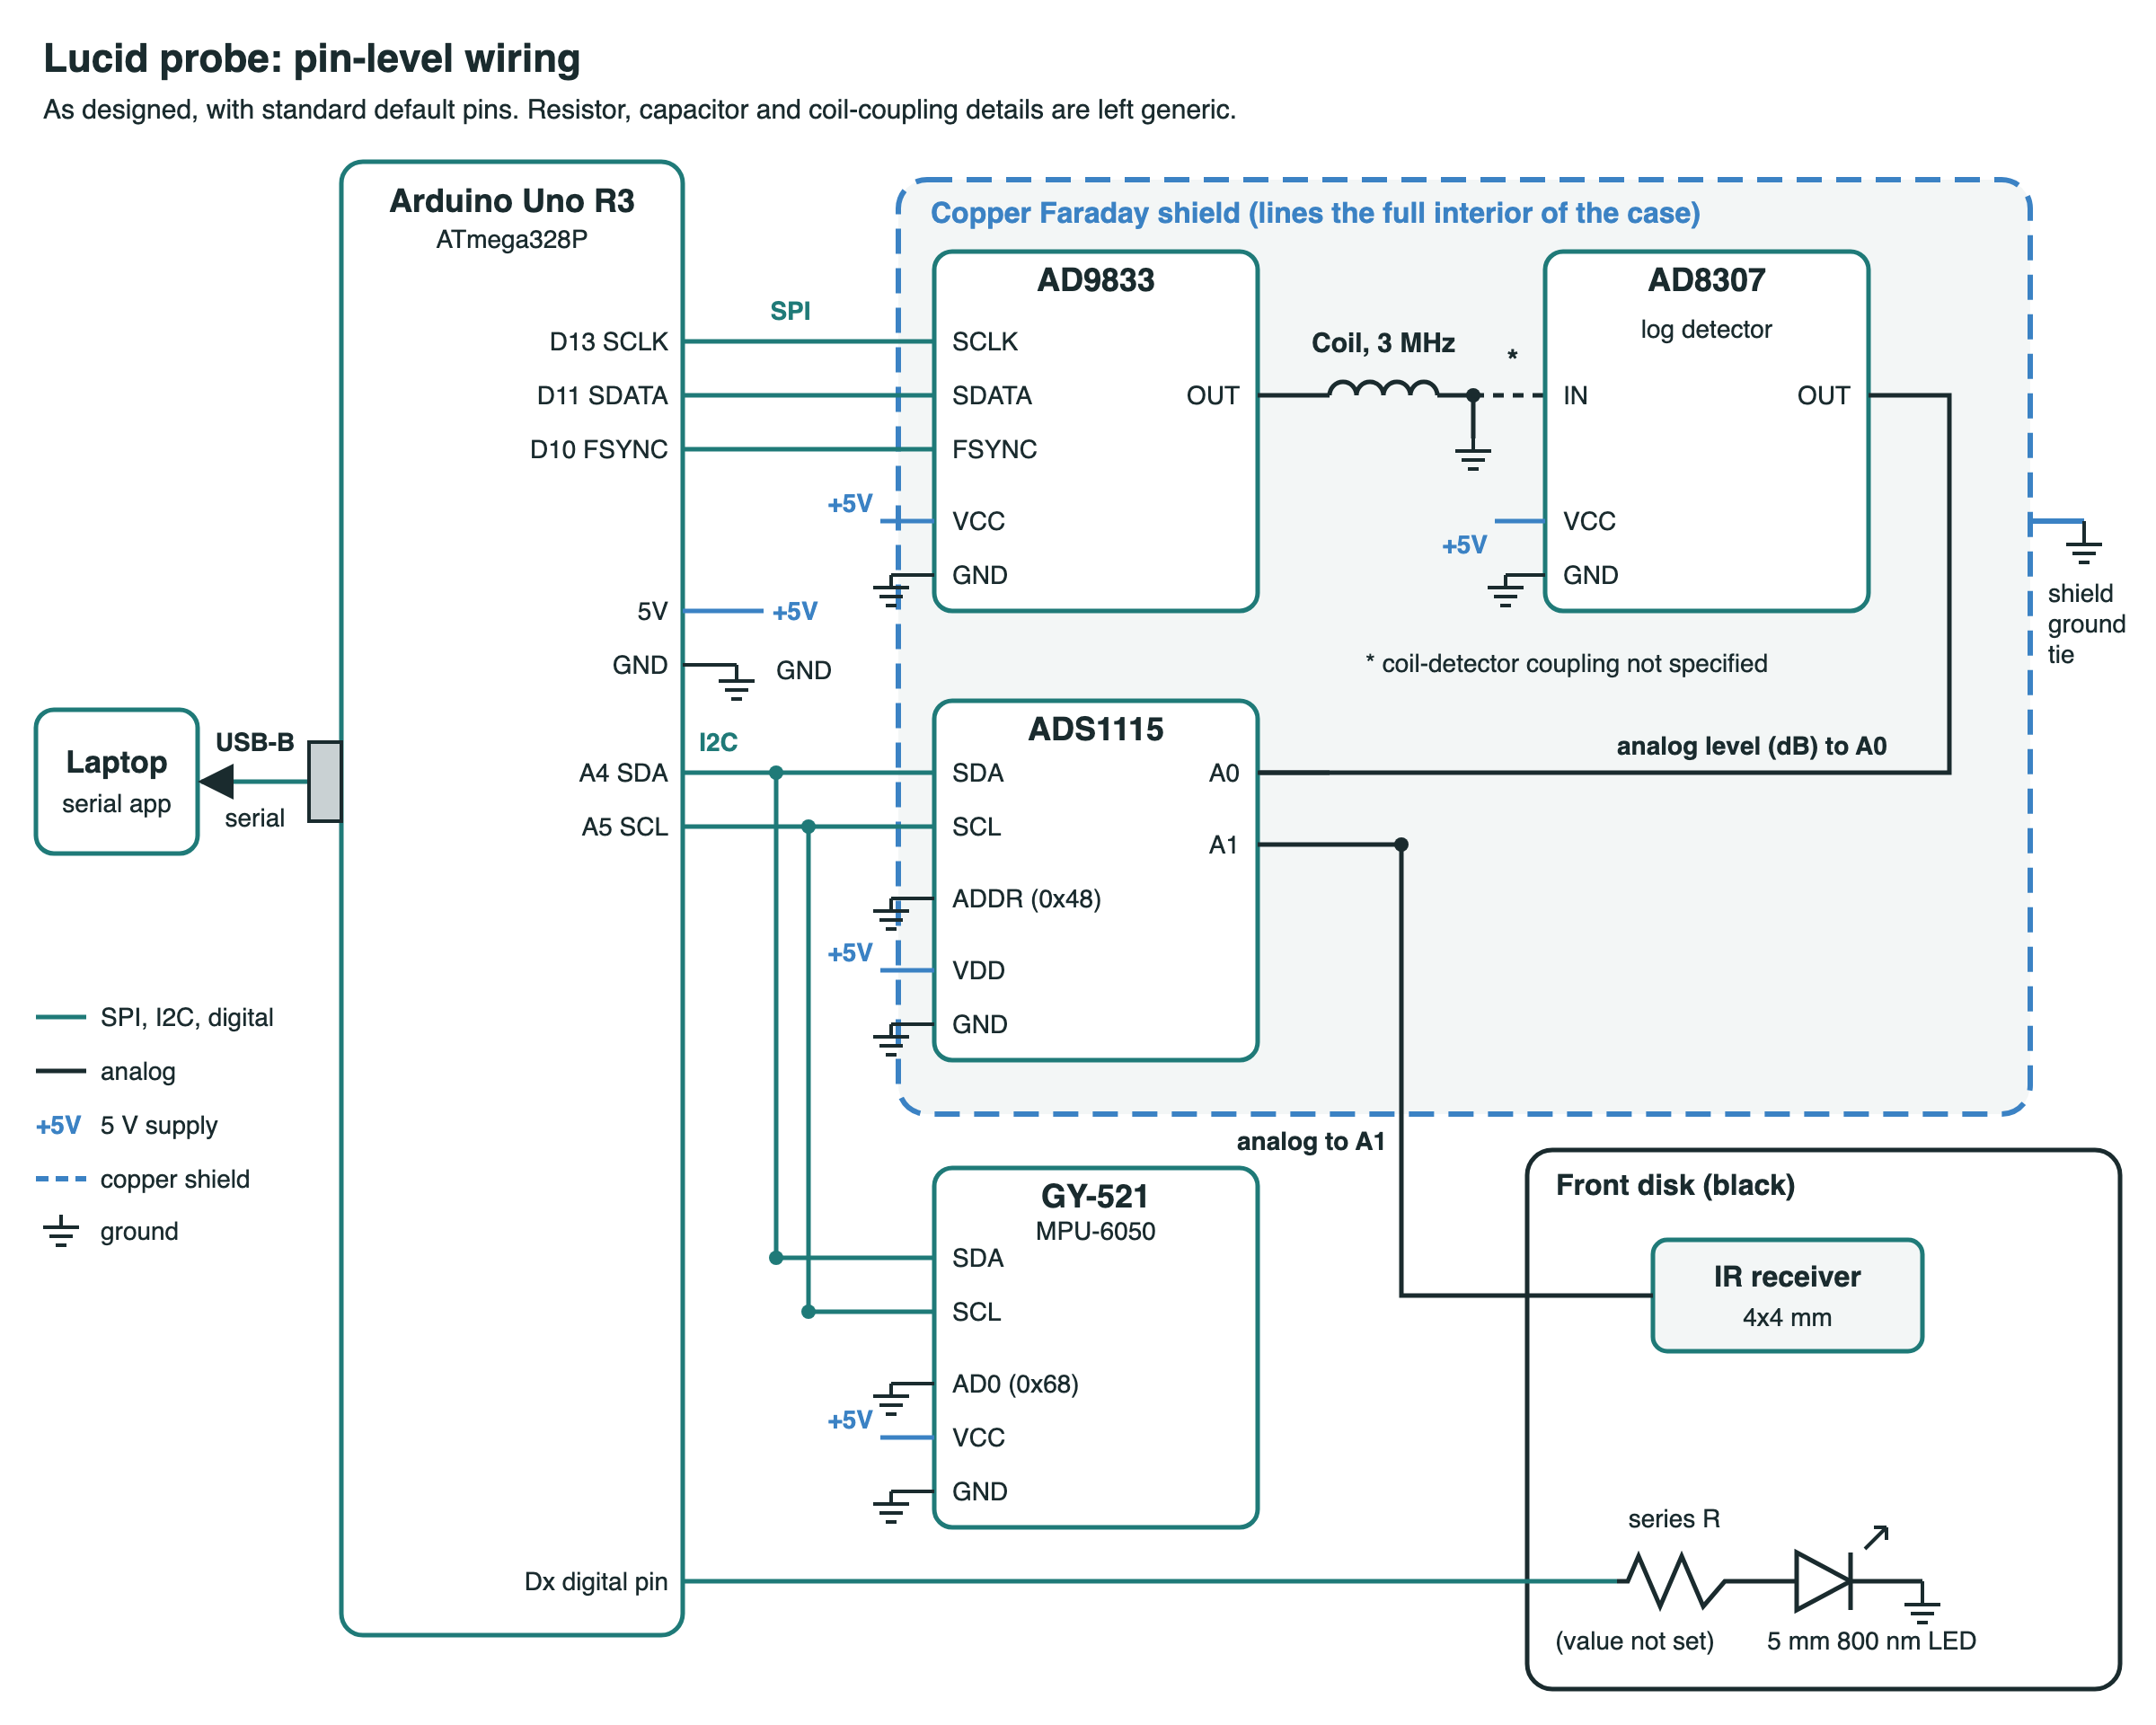 Lucid probe: pin-level wiring
As designed, with standard default pins. Resistor, capacitor and coil-coupling details are left generic.
Arduino Uno R3
ATmega328P
D13 SCLK
D11 SDATA
D10 FSYNC
5V
GND
A4 SDA
A5 SCL
Dx digital pin
SPI
+5V
GND
I2C
Laptop
serial app
USB-B
serial
Copper Faraday shield (lines the full interior of the case)
AD9833
SCLK
SDATA
FSYNC
+5V
VCC
GND
OUT
Coil, 3 MHz
*
AD8307
log detector
IN
OUT
VCC
+5V
GND
* coil-detector coupling not specified
shield
ground
tie
ADS1115
SDA
SCL
ADDR (0x48)
+5V
VDD
GND
A0
A1
analog level (dB) to A0
analog to A1
GY-521
MPU-6050
SDA
SCL
AD0 (0x68)
+5V
VCC
GND
Front disk (black)
IR receiver
4x4 mm
series R
(value not set)
5 mm 800 nm LED
SPI, I2C, digital
analog
+5V 5 V supply
copper shield
ground